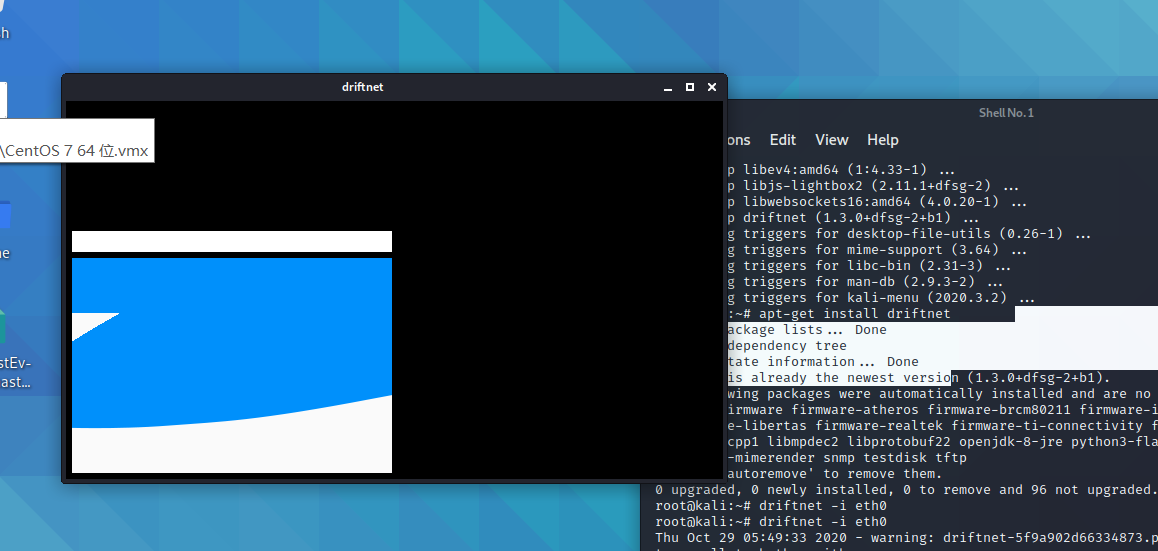 h
driftnet
\CentOS 7 64 位.vmx
ne
stEv-
ast...
Shell No. 1
ons Edit View Help
p libev4:amd64 (1:4.33-1) ...
p libjs-lightbox2 (2.11.1+dfsg-2) ...
p libwebsockets16:amd64 (4.0.20-1) ...
p driftnet (1.3.0+dfsg-2+b1) ...
g triggers for desktop-file-utils (0.26-1) ...
g triggers for mime-support (3.64) ...
g triggers for libc-bin (2.31-3) ...
g triggers for man-db (2.9.3-2) ...
g triggers for kali-menu (2020.3.2) ...
:~# apt-get install driftnet
ackage lists... Done
dependency tree
tate information... Done
is already the newest version (1.3.0+dfsg-2+b1).
wing packages were automatically installed and are no
irmware firmware-atheros firmware-brcm80211 firmware-i
e-libertas firmware-realtek firmware-ti-connectivity f
cpp1 libmpdec2 libprotobuf22 openjdk-8-jre python3-fla
-mimerender snmp testdisk tftp
autoremove' to remove them.
0 upgraded, 0 newly installed, 0 to remove and 96 not upgraded.
root@kali:~# driftnet -i eth0
root@kali:~# driftnet -i eth0
Thu Oct 29 05:49:33 2020 - warning: driftnet-5f9a902d66334873.p